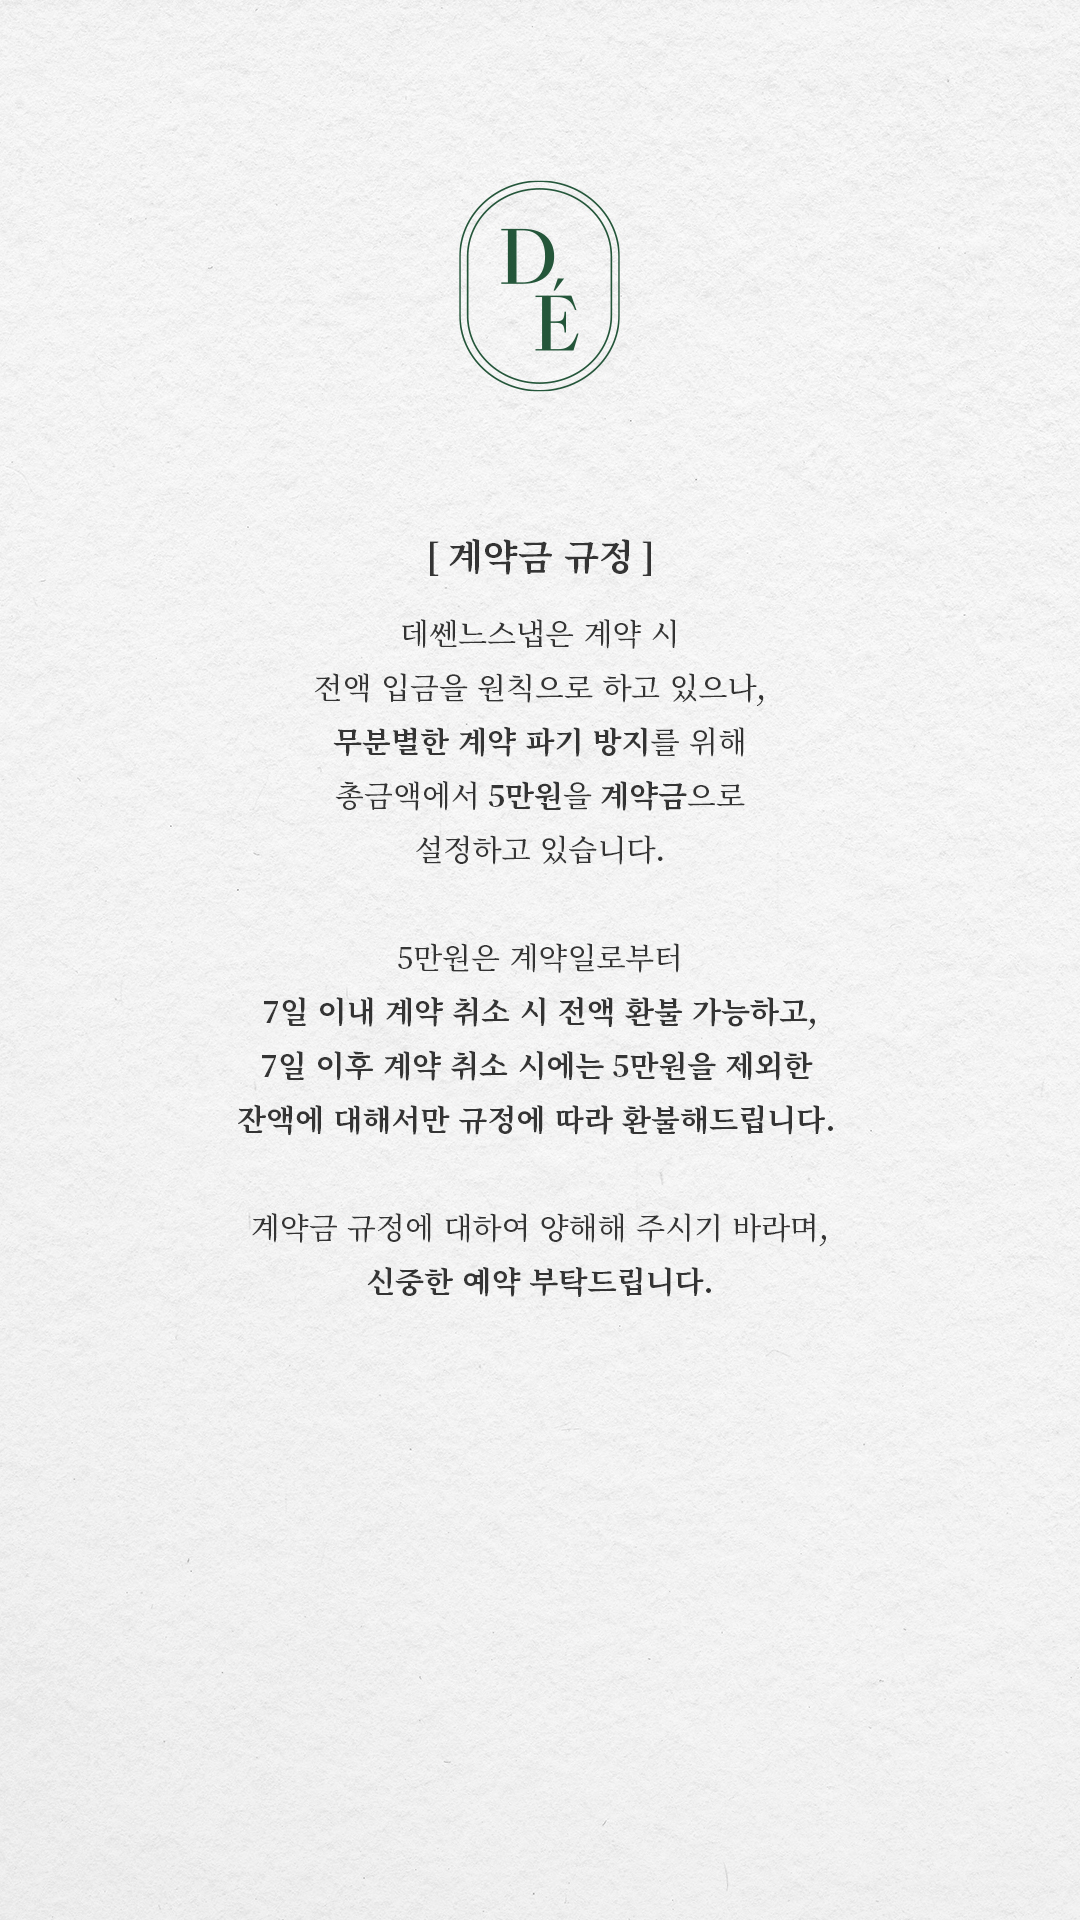 D
É
[ 계약금 규정 ]
데쎈느스냅은 계약 시
전액 입금을 원칙으로 하고 있으나,
무분별한 계약 파기 방지를 위해
총금액에서 5만원을 계약금으로
설정하고 있습니다.
5만원은 계약일로부터
7일 이내 계약 취소 시 전액 환불 가능하고,
7일 이후 계약 취소 시에는 5만원을 제외한
잔액에 대해서만 규정에 따라 환불해드립니다.
계약금 규정에 대하여 양해해 주시기 바라며,
신중한 예약 부탁드립니다.